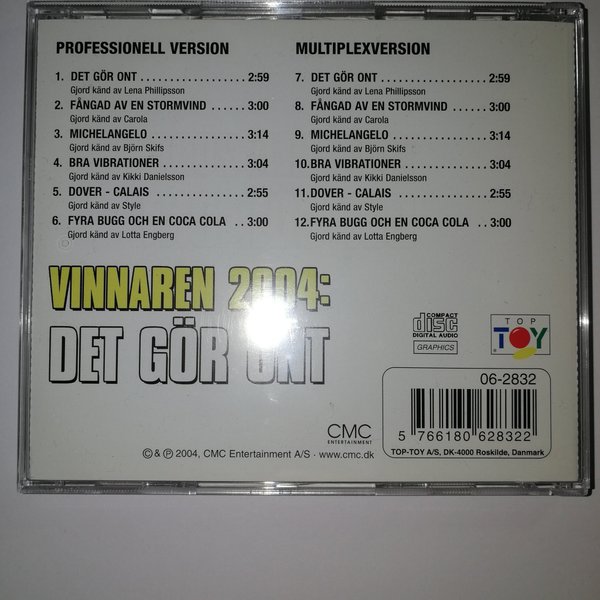 PROFESSIONELL VERSION
1. DET GÖR ONT .................... 2:59
Gjord känd av Lena Phillipsson
2. FÅNGAD AV EN STORMVIND ...... 3:00
Gjord känd av Carola
3. MICHELANGELO .................. 3:14
Gjord känd av Björn Skifs
4. BRA VIBRATIONER ................ 3:04
Gjord känd av Kikki Danielsson
5. DOVER - CALAIS .................. 2:55
Gjord känd av Style
6. FYRA BUGG OCH EN COCA COLA .. 3:00
Gjord känd av Lotta Engberg
MULTIPLEXVERSION
7. DET GÖR ONT .................... 2:59
Gjord känd av Lena Phillipsson
8. FÅNGAD AV EN STORMVIND ...... 3:00
Gjord känd av Carola
9. MICHELANGELO .................. 3:14
Gjord känd av Björn Skifs
10. BRA VIBRATIONER ................ 3:04
Gjord känd av Kikki Danielsson
11. DOVER - CALAIS .................. 2:55
Gjord känd av Style
12. FYRA BUGG OCH EN COCA COLA .. 3:00
Gjord känd av Lotta Engberg
VINNAREN 2004:
DET GÖR ONT
COMPACT
disc
DIGITAL AUDIO
GRAPHICS
TOP
TOY
®
06-2832
5 766180 628322
TOP-TOY A/S, DK-4000 Roskilde, Danmark
CMC
ENTERTAINMENT
© & ℗ 2004, CMC Entertainment A/S · www.cmc.dk